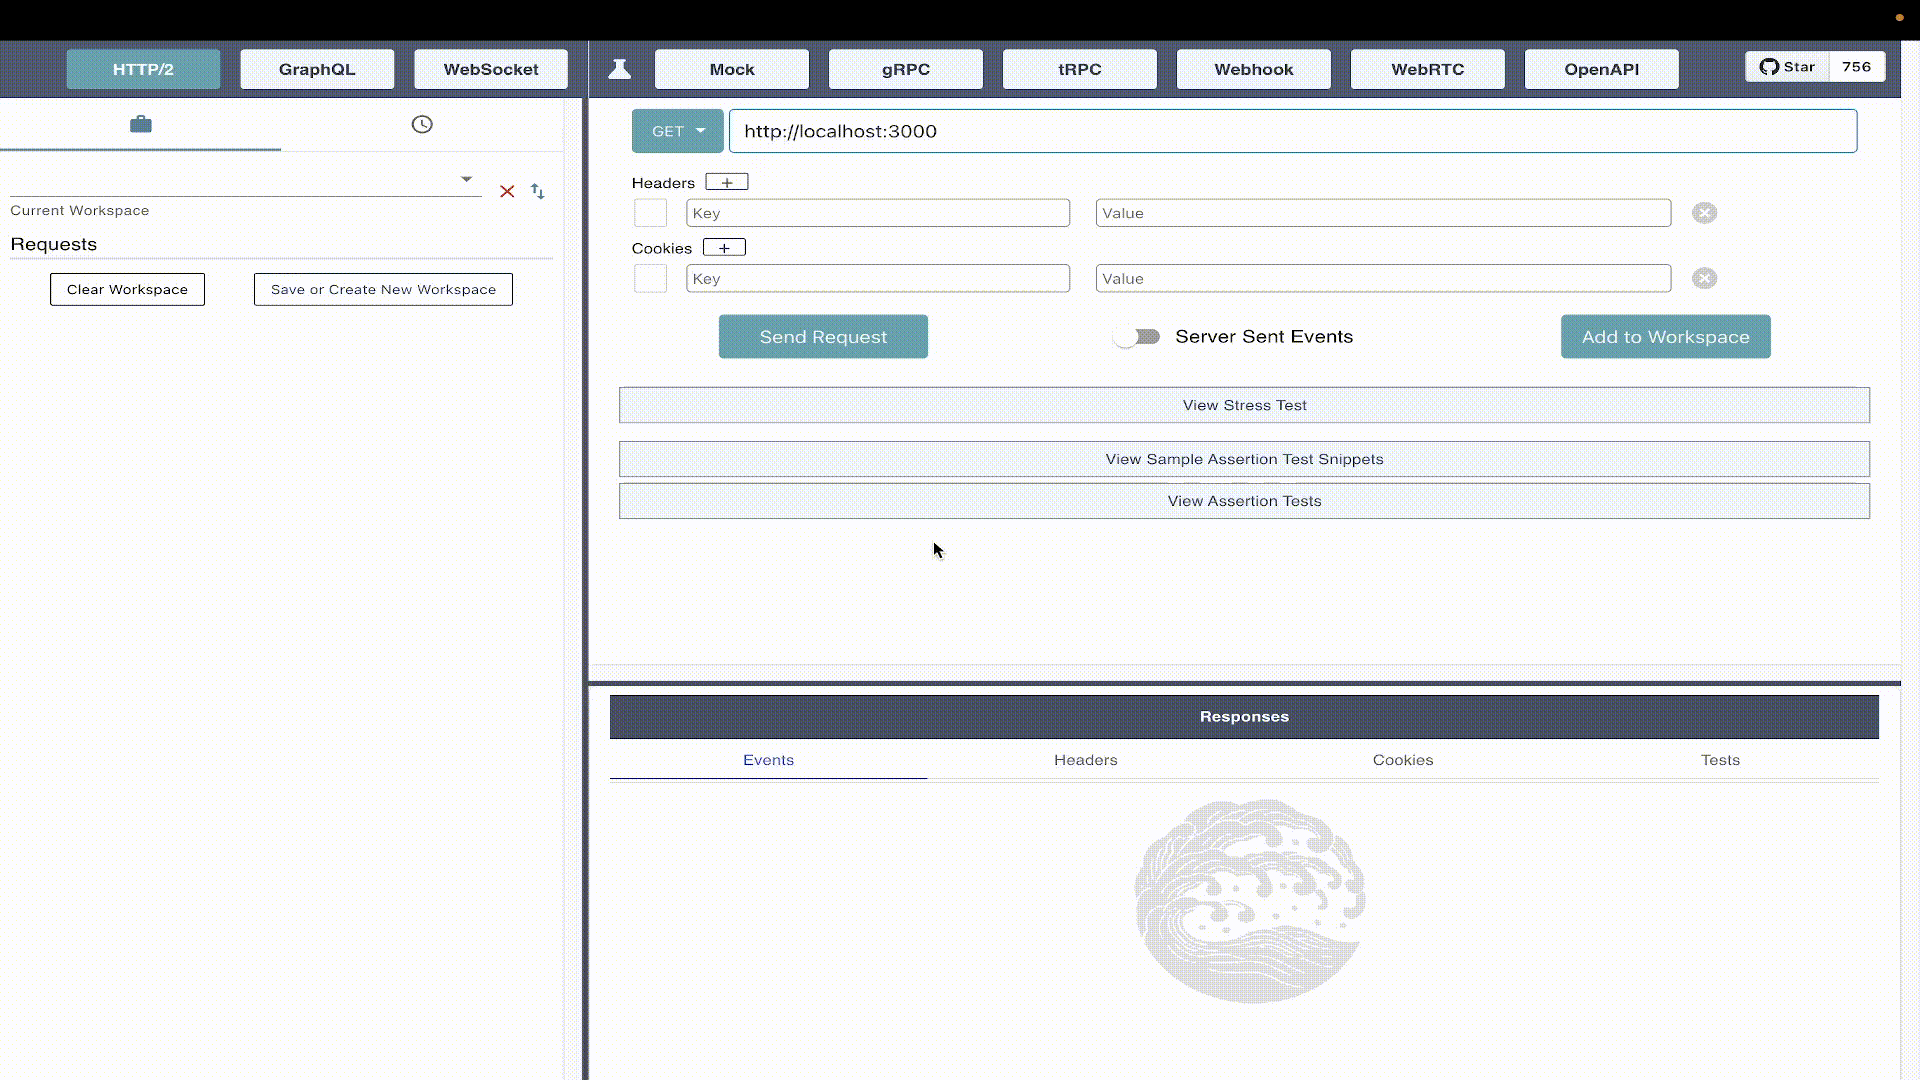 HTTP/2 GraphQL WebSocket Mock gRPC tRPC Webhook WebRTC OpenAPI Star 756
Current Workspace
Requests
Clear Workspace Save or Create New Workspace
GET http://localhost:3000
Headers +
Key Value
Cookies +
Key Value
Send Request Server Sent Events Add to Workspace
View Stress Test
View Sample Assertion Test Snippets
View Assertion Tests
Responses
Events Headers Cookies Tests